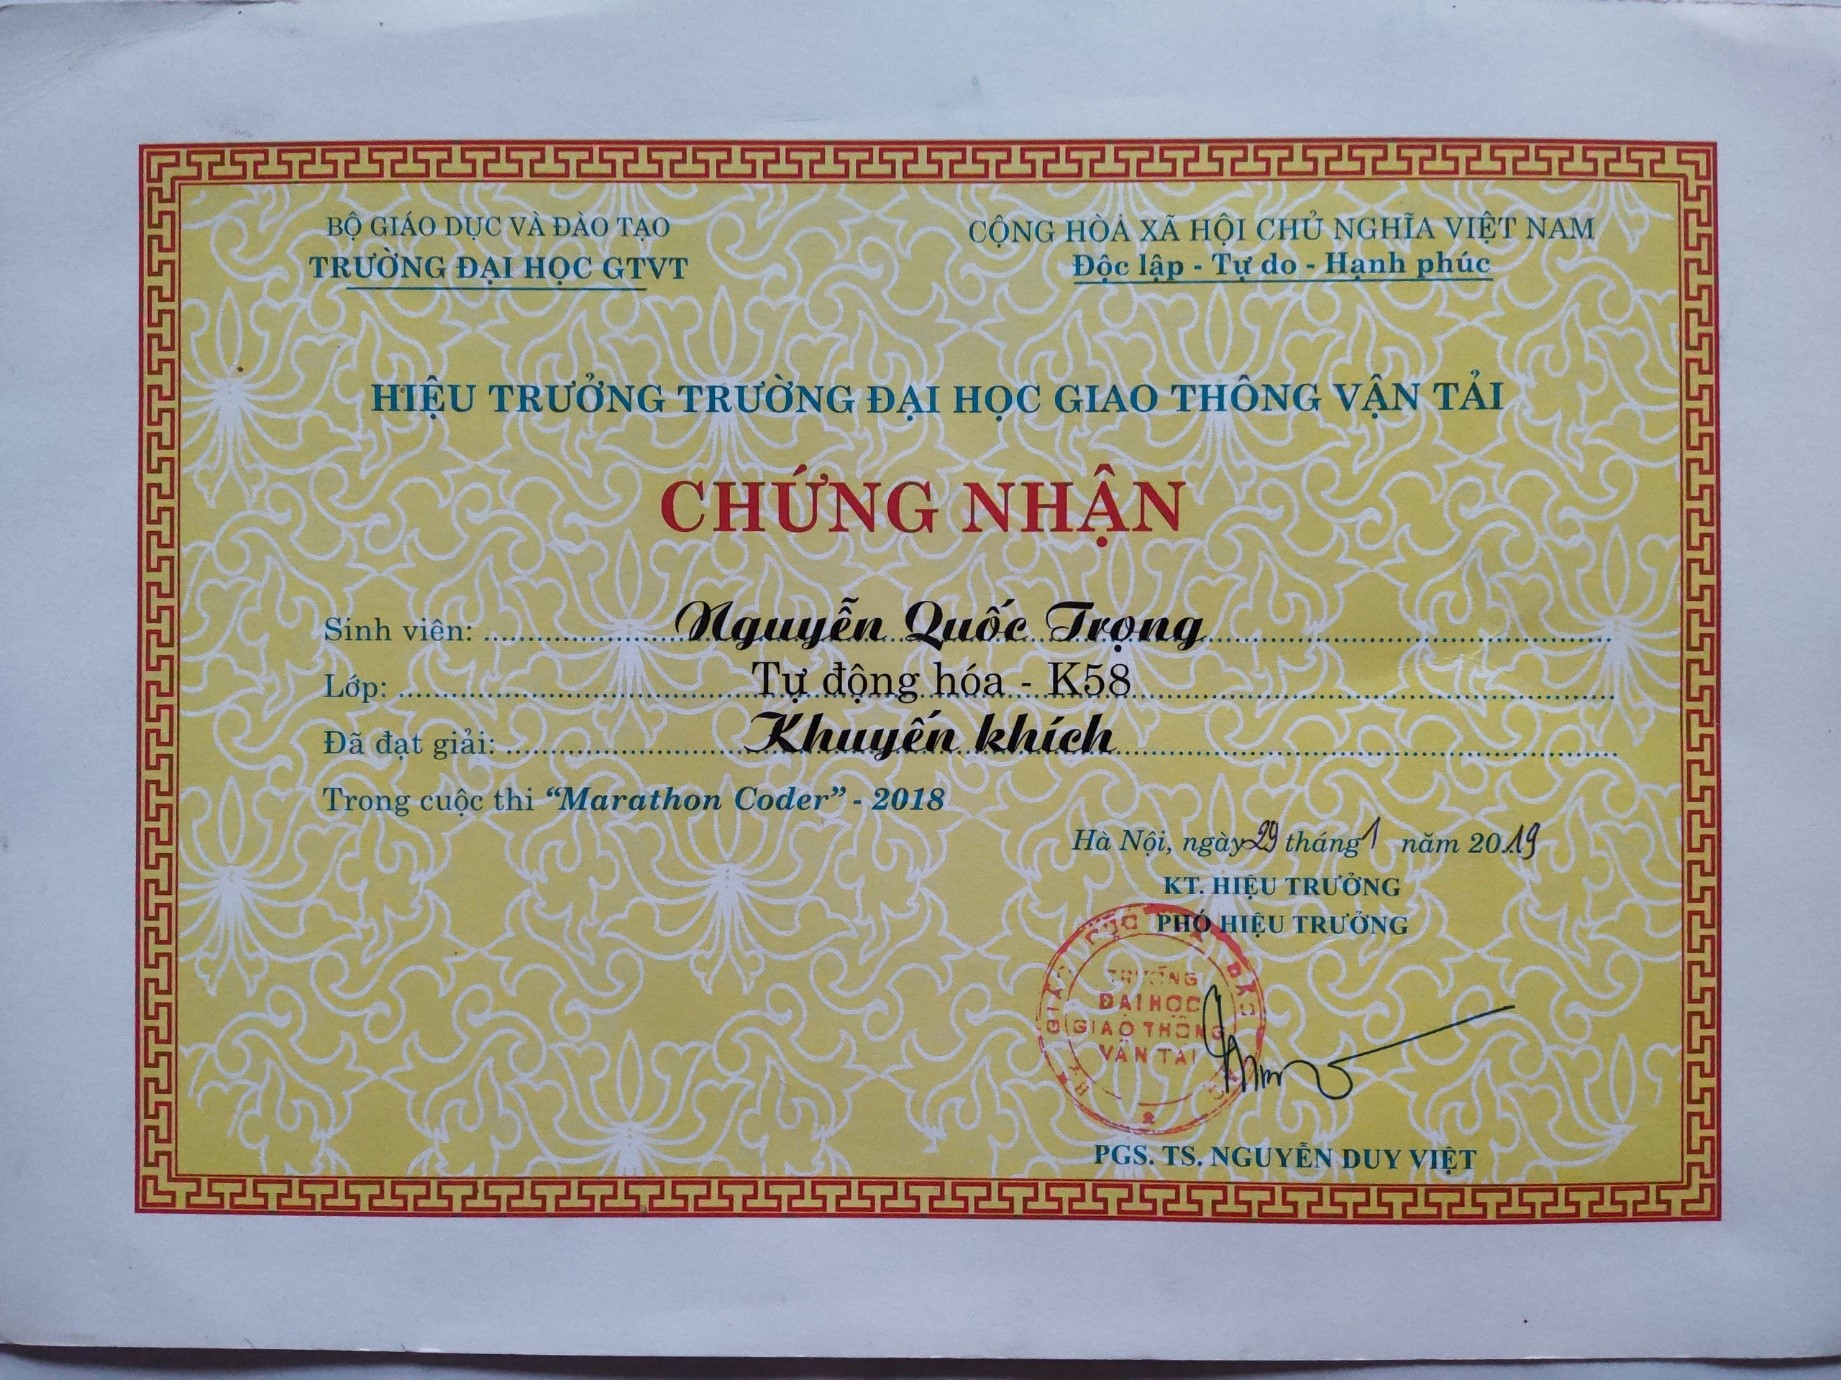 BỘ GIÁO DỤC VÀ ĐÀO TẠO
TRƯỜNG ĐẠI HỌC GTVT
CỘNG HÒA XÃ HỘI CHỦ NGHĨA VIỆT NAM
Độc lập - Tự do - Hạnh phúc
HIỆU TRƯỞNG TRƯỜNG ĐẠI HỌC GIAO THÔNG VẬN TẢI
CHỨNG NHẬN
Sinh viên: Nguyễn Quốc Trọng
Lớp: Tự động hóa - K58
Đã đạt giải: Khuyến khích
Trong cuộc thi “Marathon Coder” - 2018
Hà Nội, ngày 29 tháng 1 năm 2019
KT. HIỆU TRƯỞNG
PHÓ HIỆU TRƯỞNG
TRƯỜNG
ĐẠI HỌC
GIAO THÔNG
VẬN TẢI
PGS. TS. NGUYỄN DUY VIỆT